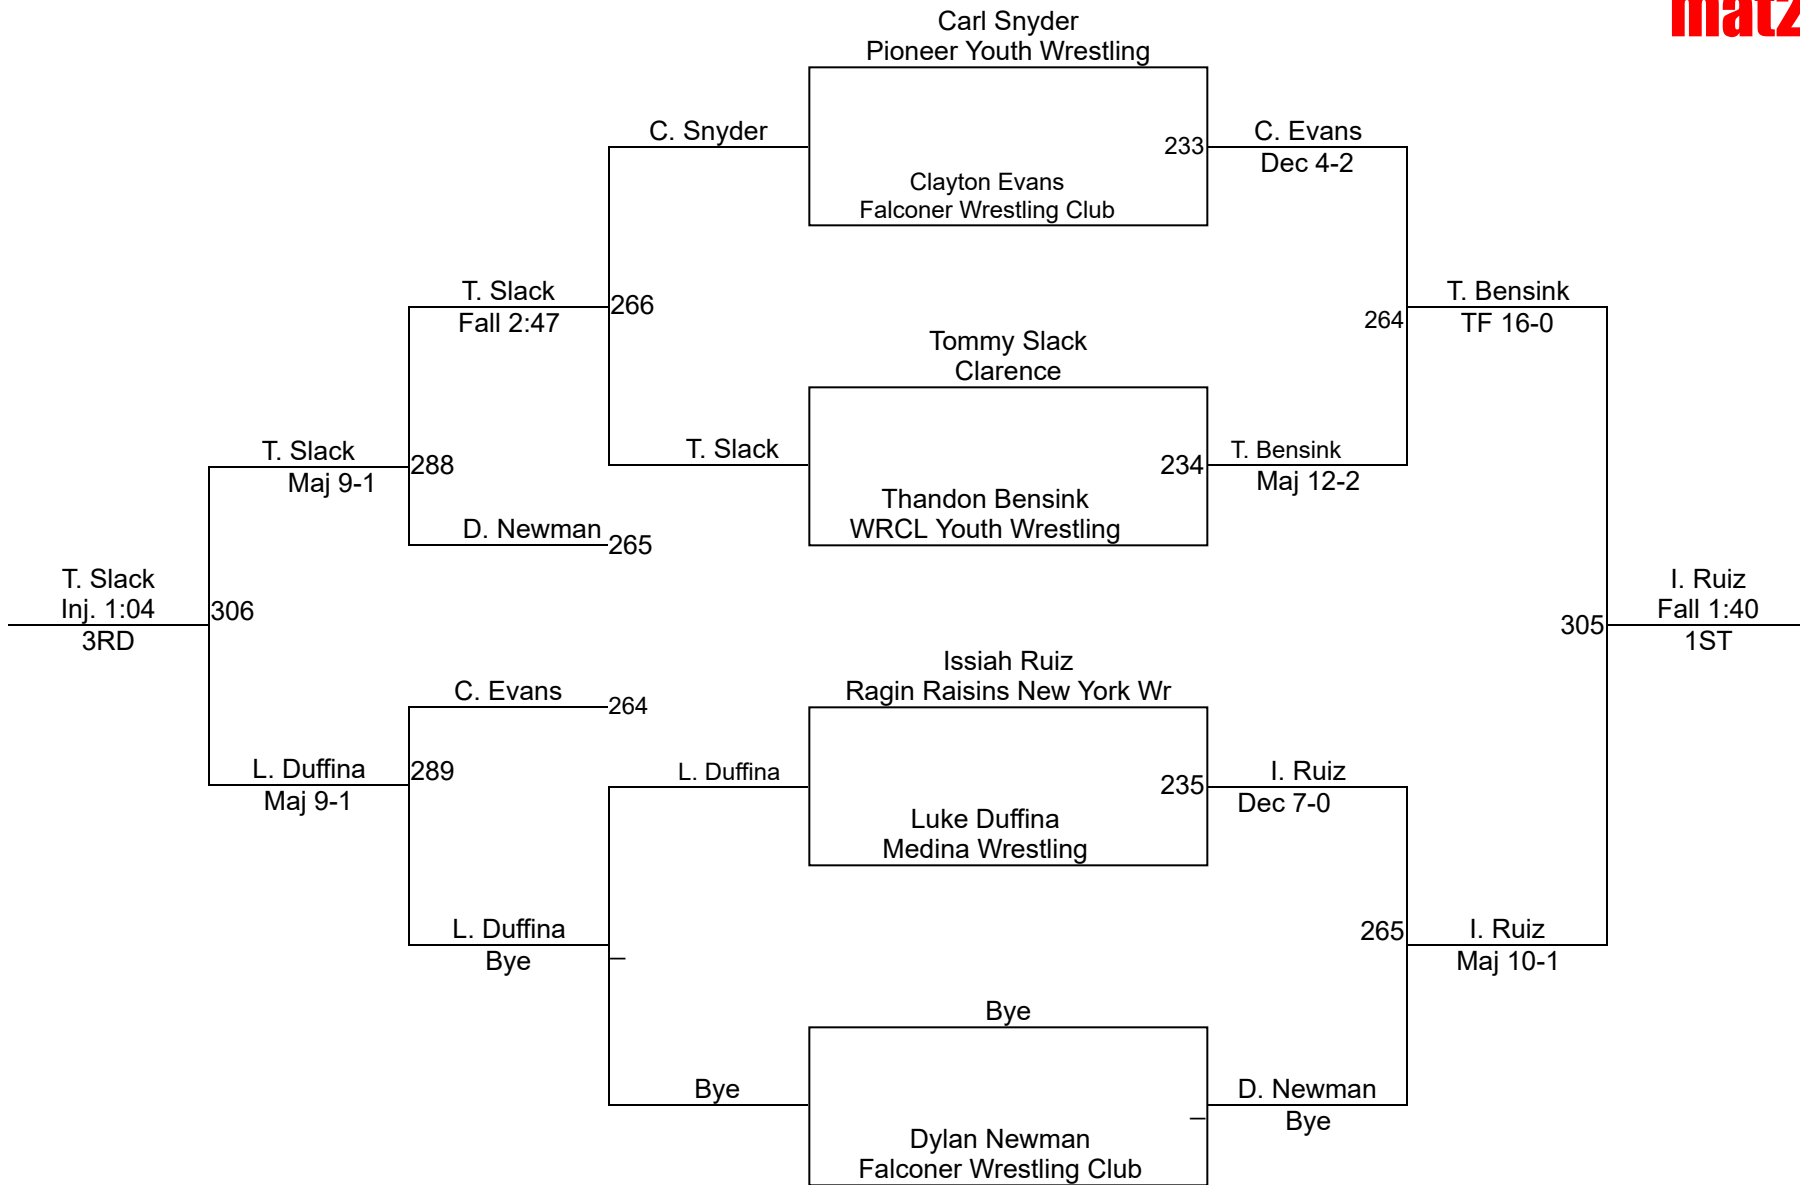 matz
Carl Snyder
Pioneer Youth Wrestling
C. Snyder
233
C. Evans
Dec 4-2
Clayton Evans
Falconer Wrestling Club
T. Slack
Fall 2:47
266
264
T. Bensink
TF 16-0
Tommy Slack
Clarence
T. Slack
Maj 9-1
288
T. Slack
234
T. Bensink
Maj 12-2
Thandon Bensink
WRCL Youth Wrestling
D. Newman
265
T. Slack
Inj. 1:04
3RD
306
305
I. Ruiz
Fall 1:40
1ST
Issiah Ruiz
Ragin Raisins New York Wr
C. Evans
264
L. Duffina
Maj 9-1
289
L. Duffina
235
I. Ruiz
Dec 7-0
Luke Duffina
Medina Wrestling
L. Duffina
Bye
265
I. Ruiz
Maj 10-1
Bye
Bye
D. Newman
Bye
Dylan Newman
Falconer Wrestling Club